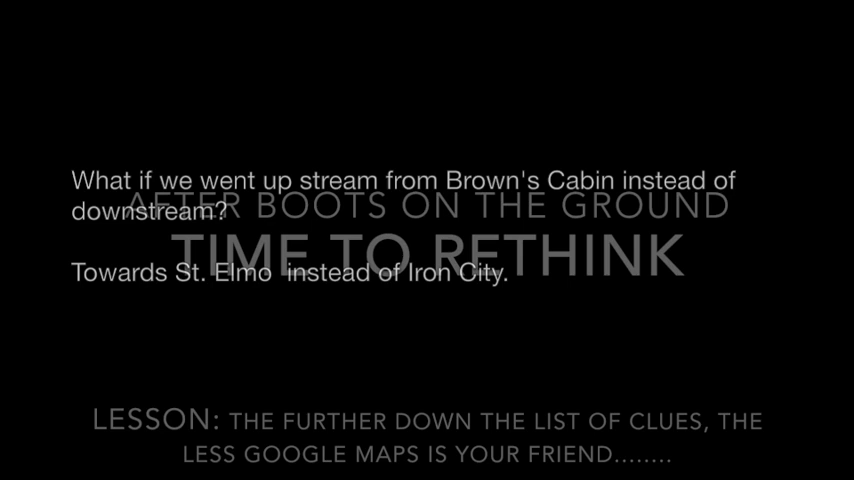 What if we went up stream from Brown's Cabin instead of
AFTER BOOTS ON THE GROUND
downstream?
TIME TO RETHINK
Towards St. Elmo  instead of Iron City.
LESSON: THE FURTHER DOWN THE LIST OF CLUES, THE
LESS GOOGLE MAPS IS YOUR FRIEND........